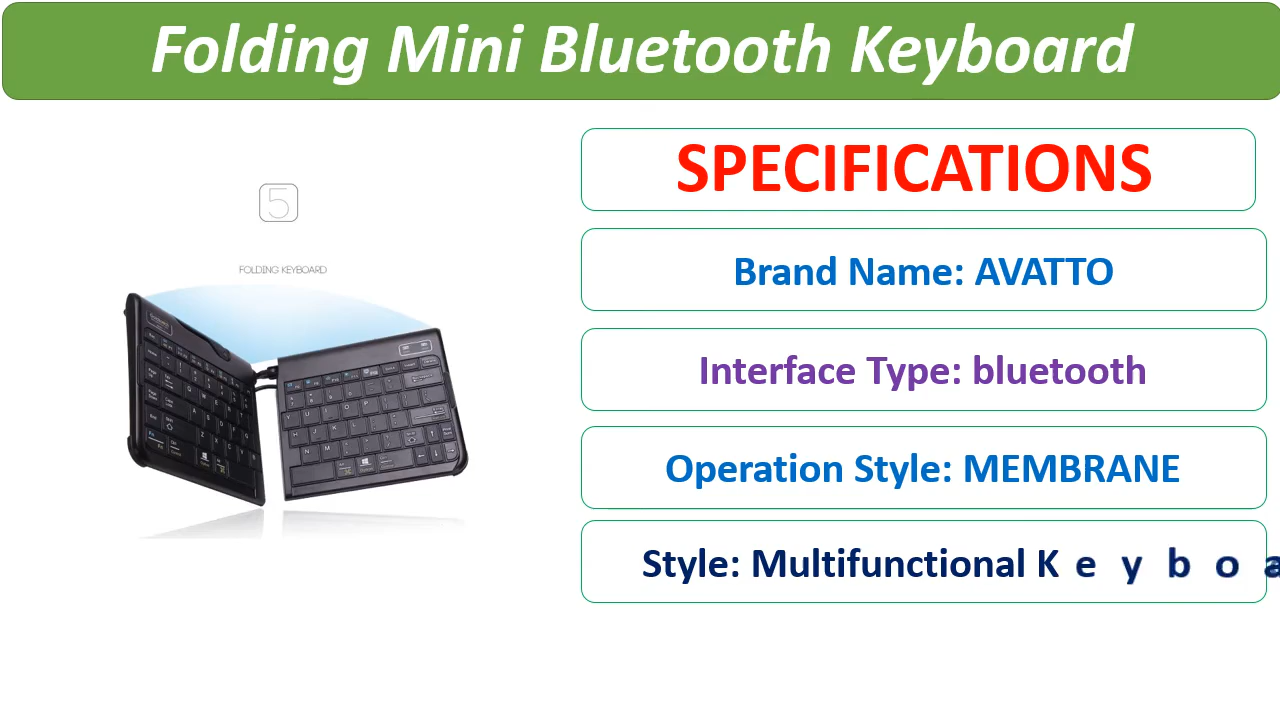 Folding Mini Bluetooth Keyboard
SPECIFICATIONS
5
FOLDING KEYBOARD
Brand Name: AVATTO
Interface Type: bluetooth
Operation Style: MEMBRANE
Style: Multifunctional K e y b o a